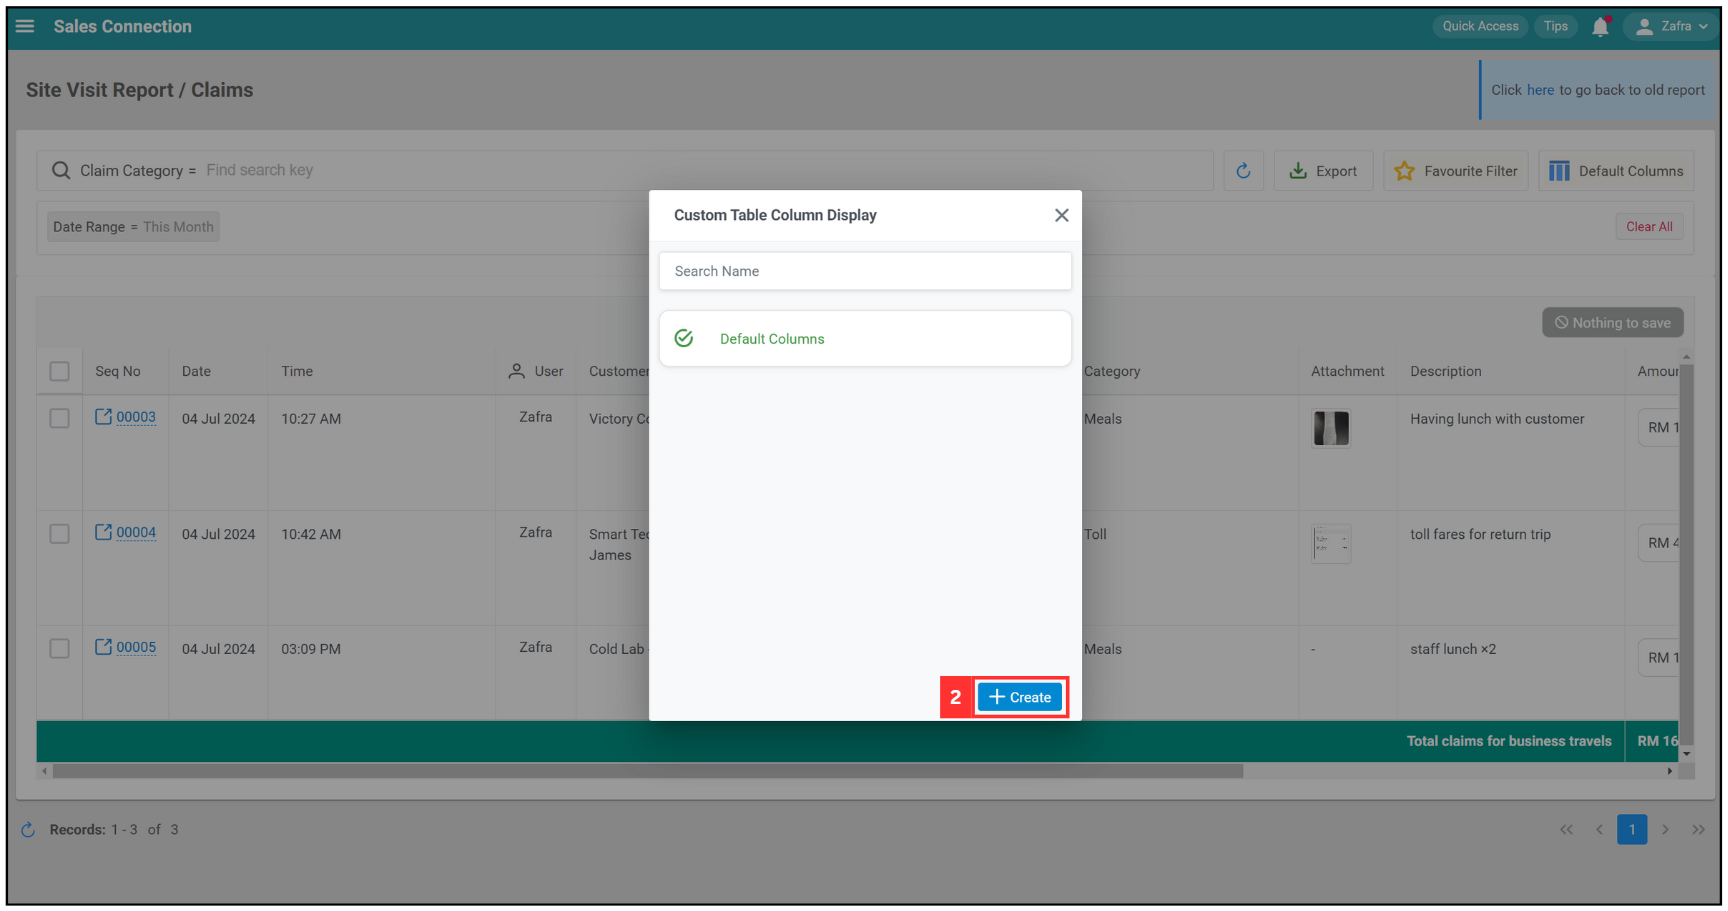 Sales Connection
Quick Access
Tips
Zafra
Site Visit Report / Claims
Click here to go back to old report
Claim Category = Find search key
Export
Favourite Filter
Default Columns
Date Range = This Month
Clear All
Custom Table Column Display
Search Name
Default Columns
2
Create
Nothing to save
Seq No Date Time User Customer Category Attachment Description
00003 04 Jul 2024 10:27 AM Zafra Victory Meals Having lunch with customer RM
00004 04 Jul 2024 10:42 AM Zafra Smart Toll toll fares for return trip RM
James
00005 04 Jul 2024 03:09 PM Zafra Cold Lab Meals - staff lunch ×2 RM
Total claims for business travels RM 16
Records: 1 - 3 of 3
1